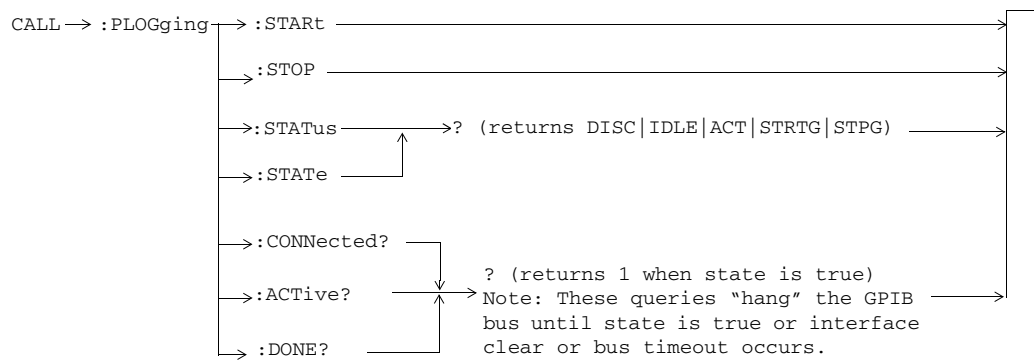 CALL :PLOGging :STARt
:STOP
:STATus ? (returns DISC|IDLE|ACT|STRTG|STPG)
:STATe
:CONNected?
:ACTive?
:DONE?
? (returns 1 when state is true)
Note: These queries “hang” the GPIB
bus until state is true or interface
clear or bus timeout occurs.